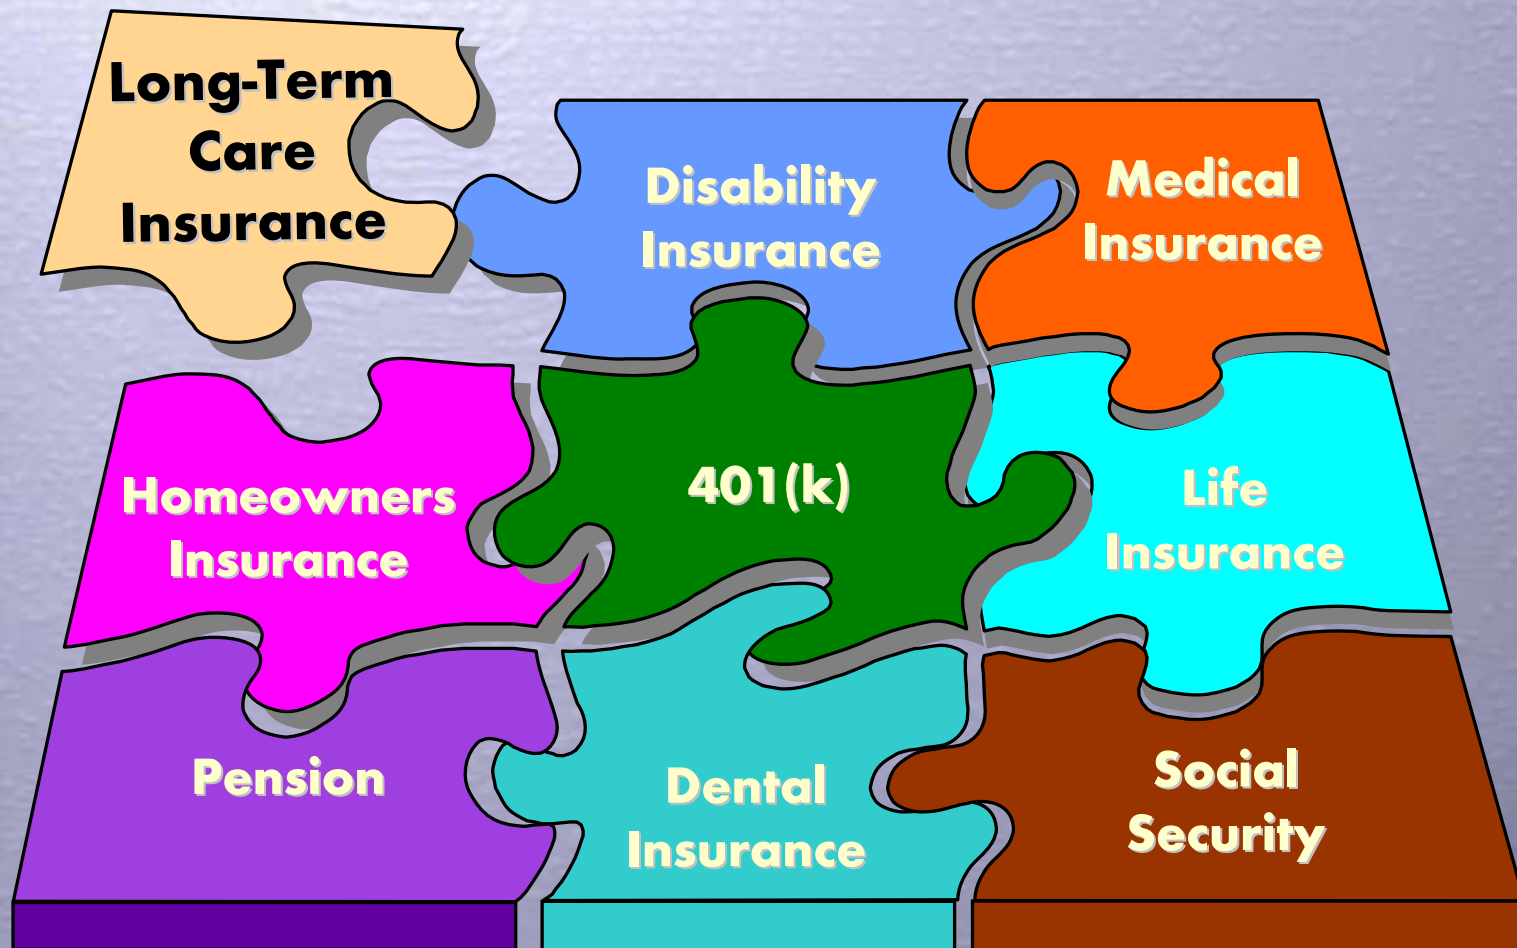 Long-Term
Care
Insurance
Disability
Insurance
Medical
Insurance
Homeowners
Insurance
401(k)
Life
Insurance
Pension
Dental
Insurance
Social
Security